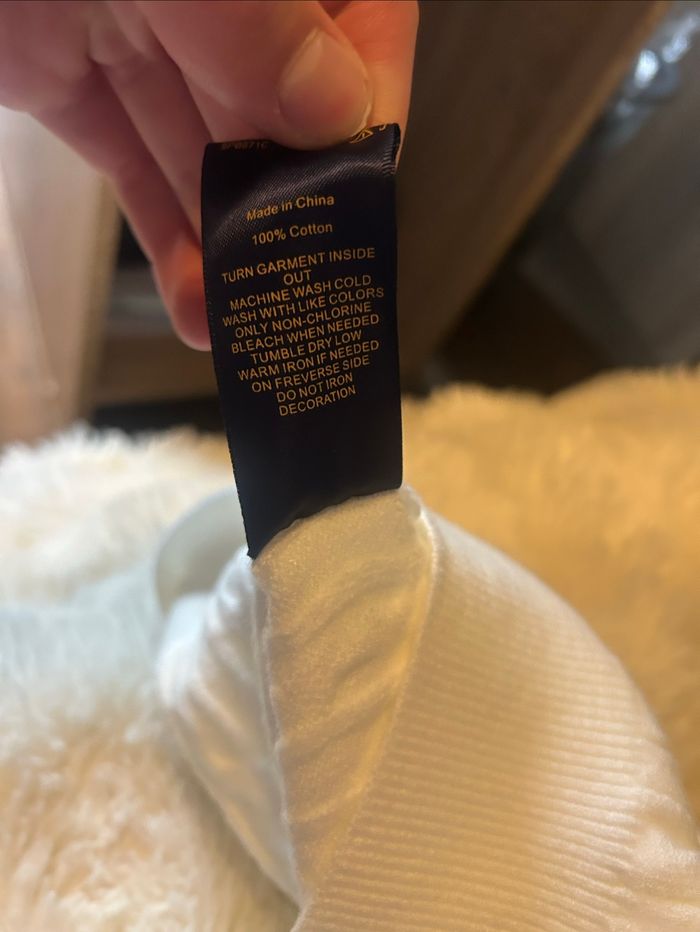 Made in China
100% Cotton
TURN GARMENT INSIDE
OUT
MACHINE WASH COLD
WASH WITH LIKE COLORS
ONLY NON-CHLORINE
BLEACH WHEN NEEDED
TUMBLE DRY LOW
WARM IRON IF NEEDED
ON FREVERSE SIDE
DO NOT IRON
DECORATION